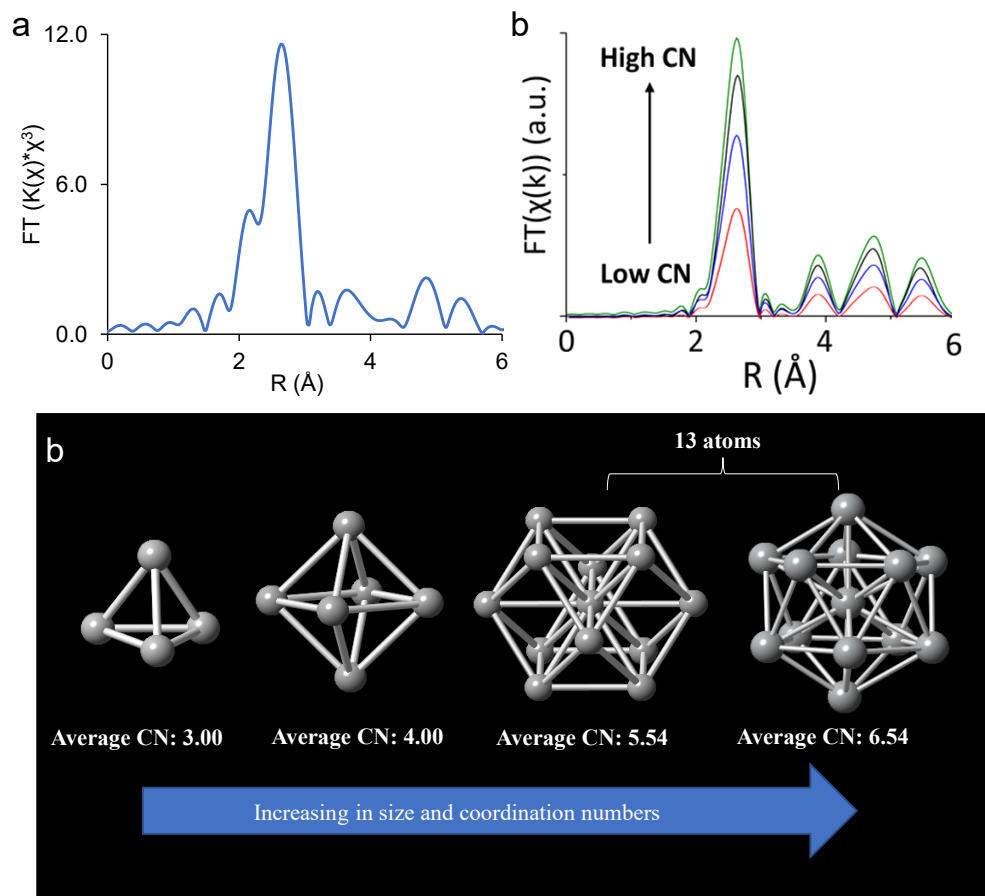 a
12.0
6.0
0.0
FT (K(χ)*χ³)
0 2 4 6
R (Å)
b
High CN
Low CN
FT(χ(k)) (a.u.)
0 2 4 6
R (Å)
b
13 atoms
Average CN: 3.00
Average CN: 4.00
Average CN: 5.54
Average CN: 6.54
Increasing in size and coordination numbers